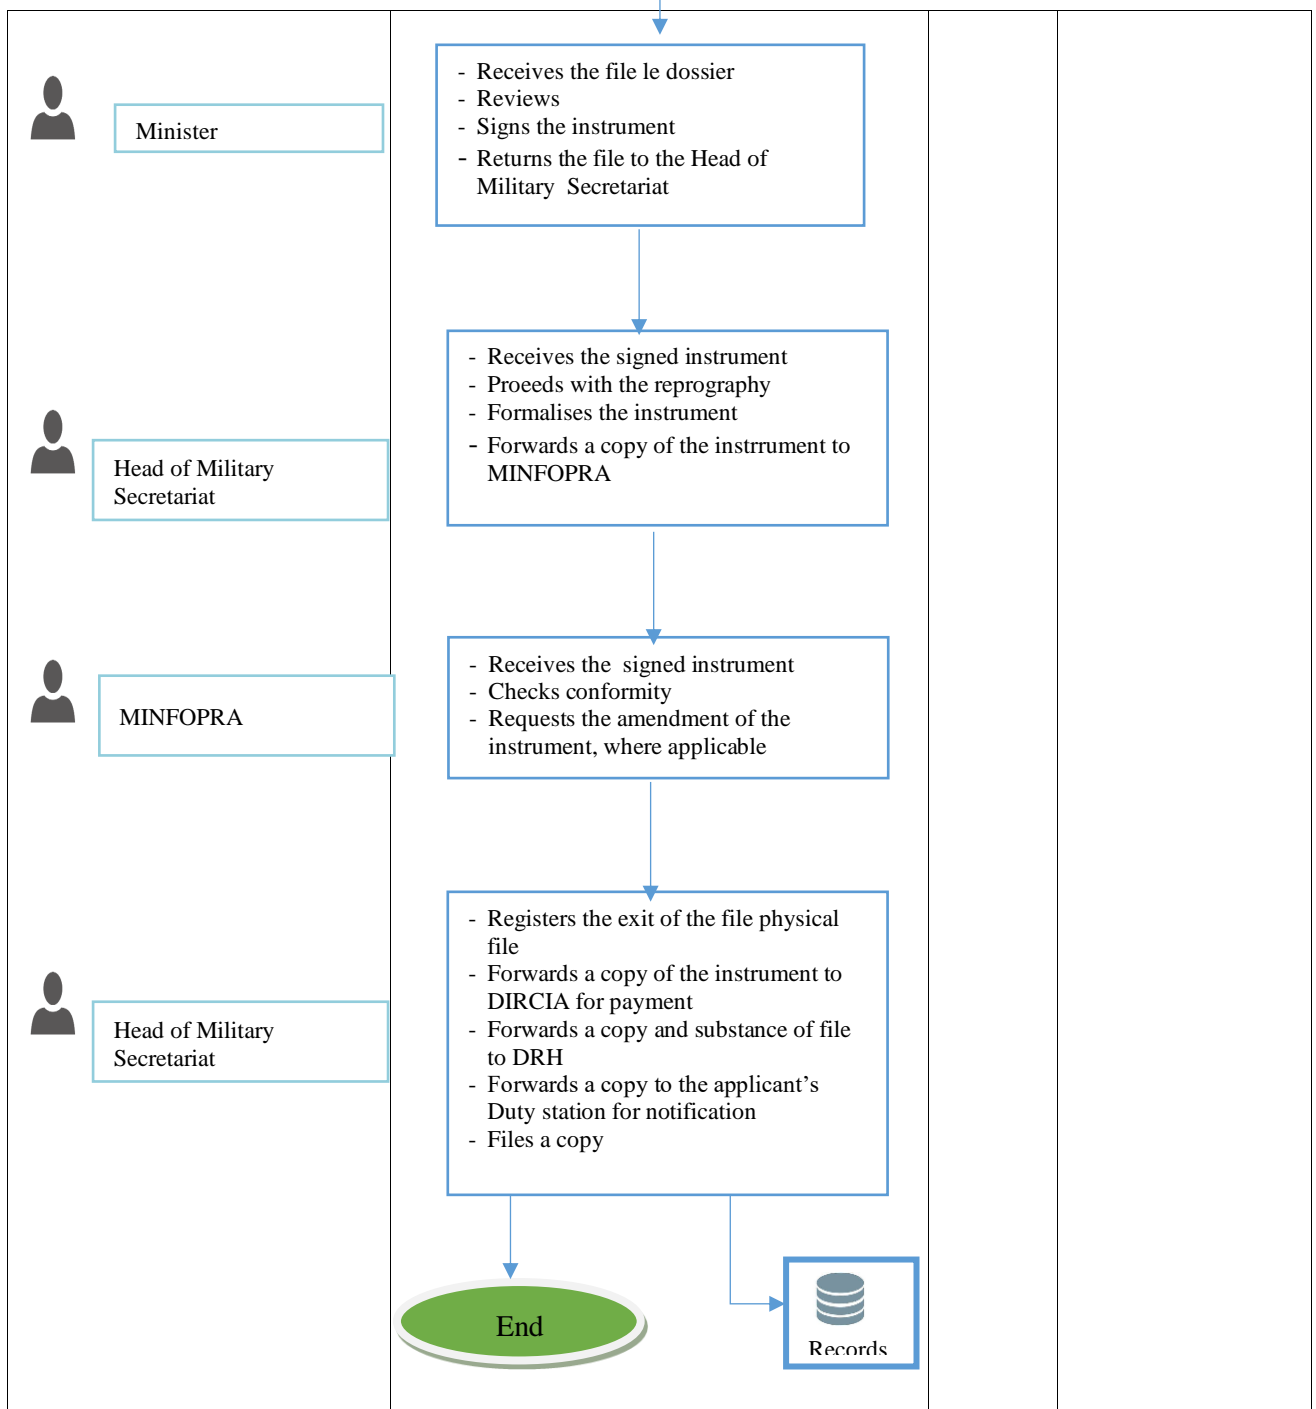 Minister
- Receives the file le dossier
- Reviews
- Signs the instrument
- Returns the file to the Head of
Military Secretariat
Head of Military
Secretariat
- Receives the signed instrument
- Proeeds with the reprography
- Formalises the instrument
- Forwards a copy of the instrrument to
MINFOPRA
MINFOPRA
- Receives the signed instrument
- Checks conformity
- Requests the amendment of the
instrument, where applicable
Head of Military
Secretariat
- Registers the exit of the file physical
file
- Forwards a copy of the instrument to
DIRCIA for payment
- Forwards a copy and substance of file
to DRH
- Forwards a copy to the applicant’s
Duty station for notification
- Files a copy
End
Records